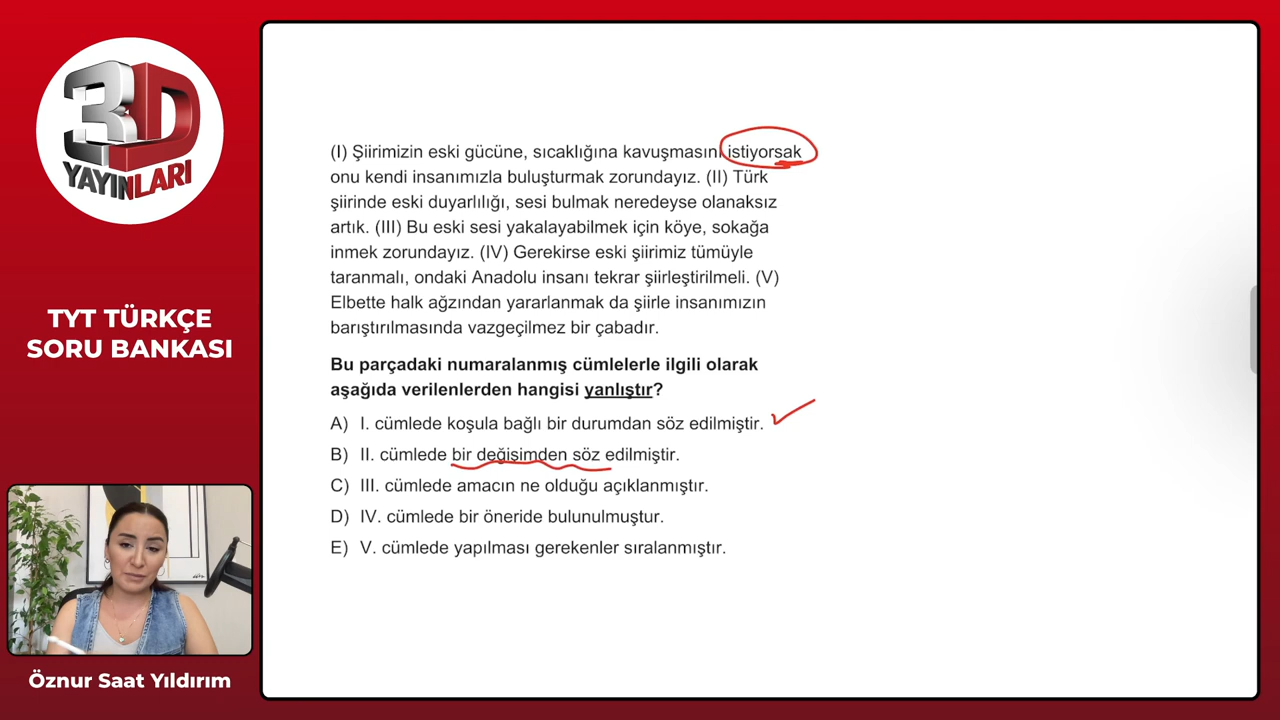 3D
YAYINLARI
TYT TÜRKÇE
SORU BANKASI
Öznur Saat Yıldırım
(I) Şiirimizin eski gücüne, sıcaklığına kavuşmasını istiyorsak
onu kendi insanımızla buluşturmak zorundayız. (II) Türk
şiirinde eski duyarlılığı, sesi bulmak neredeyse olanaksız
artık. (III) Bu eski sesi yakalayabilmek için köye, sokağa
inmek zorundayız. (IV) Gerekirse eski şiirimiz tümüyle
taranmalı, ondaki Anadolu insanı tekrar şiirleştirilmeli. (V)
Elbette halk ağzından yararlanmak da şiirle insanımızın
barıştırılmasında vazgeçilmez bir çabadır.
Bu parçadaki numaralanmış cümlelerle ilgili olarak
aşağıda verilenlerden hangisi yanlıştır?
A) I. cümlede koşula bağlı bir durumdan söz edilmiştir.
B) II. cümlede bir değişimden söz edilmiştir.
C) III. cümlede amacın ne olduğu açıklanmıştır.
D) IV. cümlede bir öneride bulunulmuştur.
E) V. cümlede yapılması gerekenler sıralanmıştır.